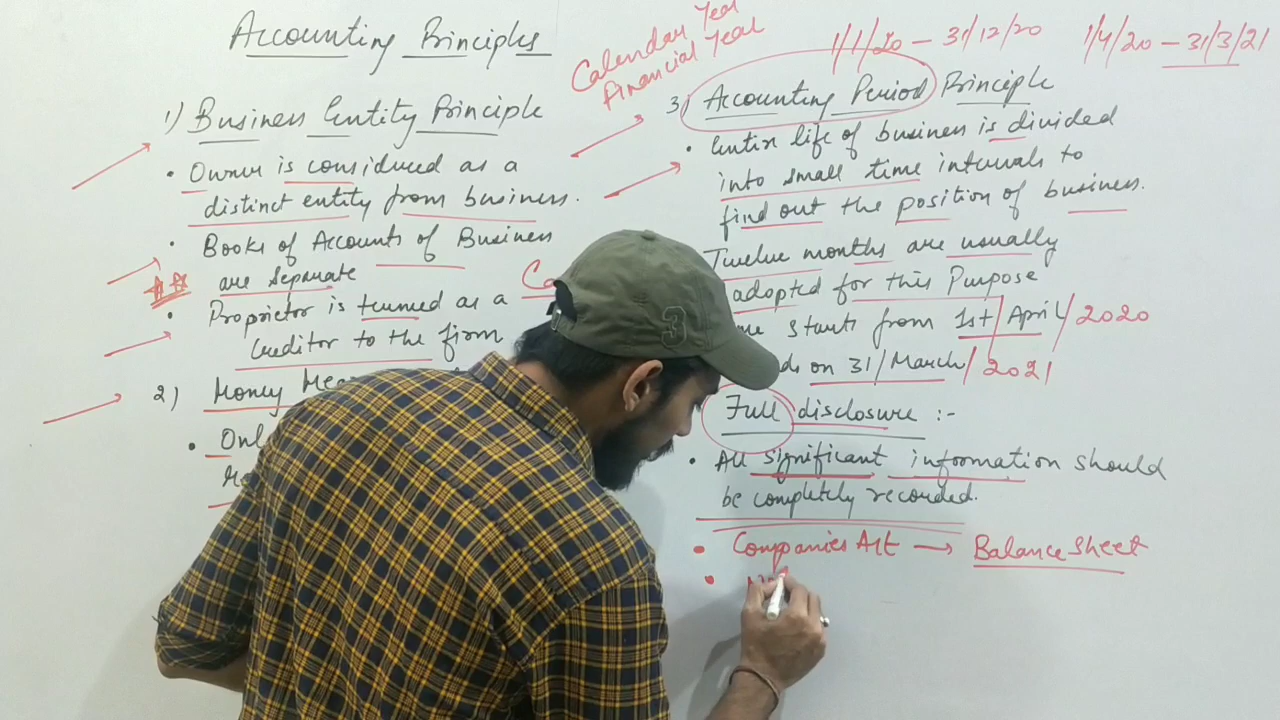 Accounting Principles
1) Business Entity Principle
• Owner is considered as a
distinct entity from business.
• Books of Accounts of Business
are separate
• Proprietor is termed as a
Creditor to the firm
2) Money
•
Calendar Year
Financial Year
1/1/20 – 31/12/20 1/4/20 – 31/3/21
3) Accounting Period Principle
• Entire life of business is divided
into small time intervals to
find out the position of business.
Twelve months are usually
adopted for this Purpose
starts from 1st/April/2020
on 31/March/2021
Full disclosure :-
• All significant information should
be completely recorded.
• Companies Act → Balance Sheet
•
3